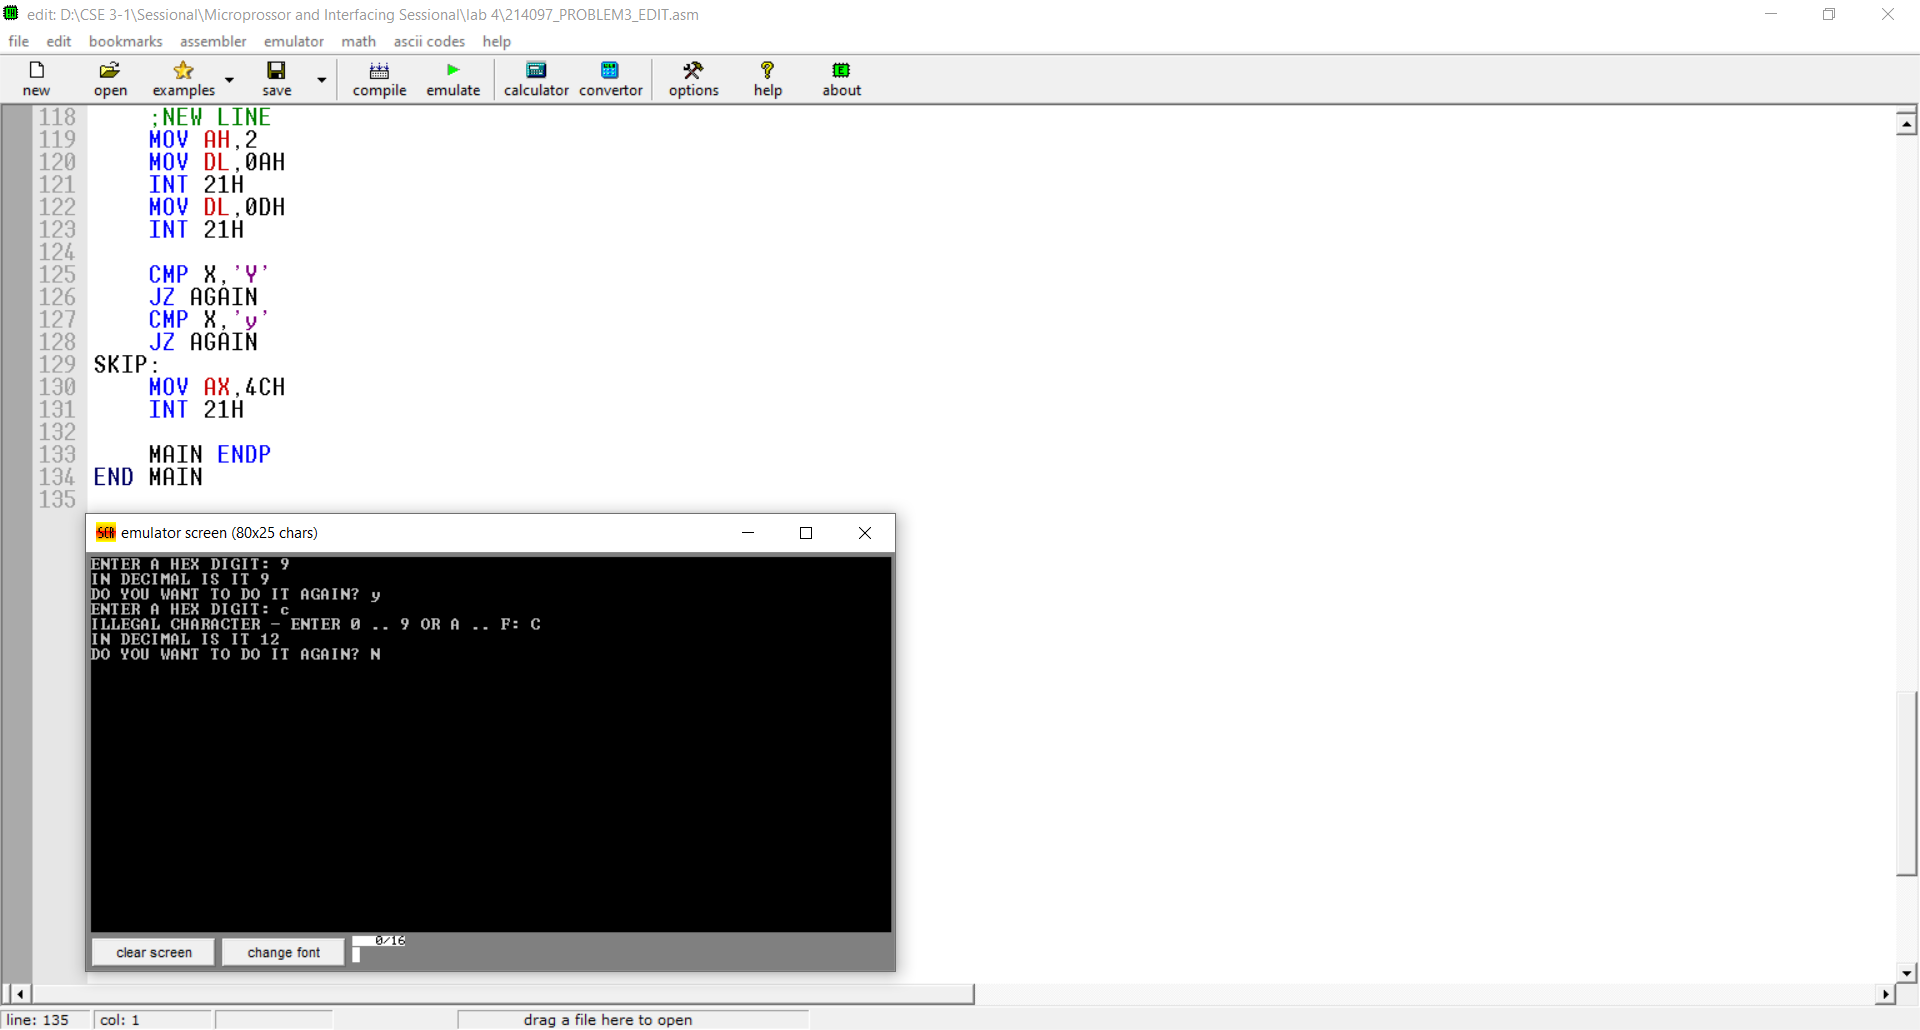 edit: D:\CSE 3-1\Sessional\Microprossor and Interfacing Sessional\lab 4\214097_PROBLEM3_EDIT.asm
file edit bookmarks assembler emulator math ascii codes help
new open examples save compile emulate calculator convertor options help about
118 ;NEW LINE
119 MOV AH,2
120 MOV DL,0AH
121 INT 21H
122 MOV DL,0DH
123 INT 21H
124
125 CMP X,'Y'
126 JZ AGAIN
127 CMP X,'y'
128 JZ AGAIN
129 SKIP:
130 MOV AX,4CH
131 INT 21H
132
133 MAIN ENDP
134 END MAIN
135
SCR emulator screen (80x25 chars)
ENTER A HEX DIGIT: 9
IN DECIMAL IS IT 9
DO YOU WANT TO DO IT AGAIN? y
ENTER A HEX DIGIT: c
ILLEGAL CHARACTER - ENTER 0 .. 9 OR A .. F: C
IN DECIMAL IS IT 12
DO YOU WANT TO DO IT AGAIN? N
clear screen change font 0/16
line: 135 col: 1 drag a file here to open